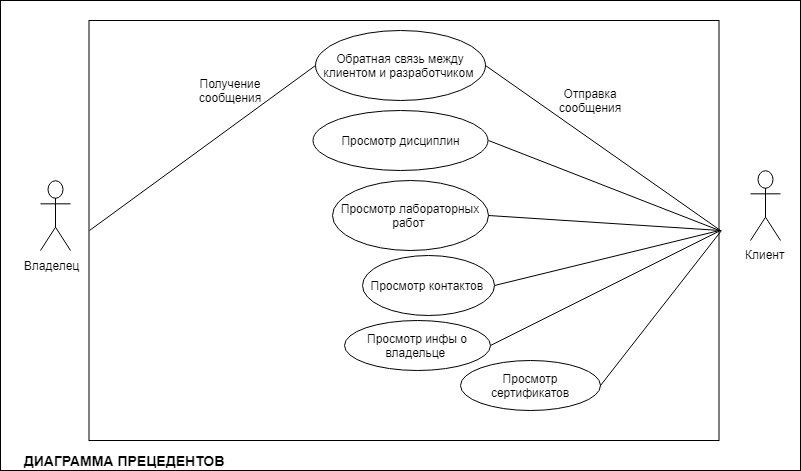 Обратная связь между
клиентом и разработчиком
Получение
сообщения
Отправка
сообщения
Просмотр дисциплин
Просмотр лабораторных
работ
Владелец
Клиент
Просмотр контактов
Просмотр инфы о
владельце
Просмотр
сертификатов
ДИАГРАММА ПРЕЦЕДЕНТОВ